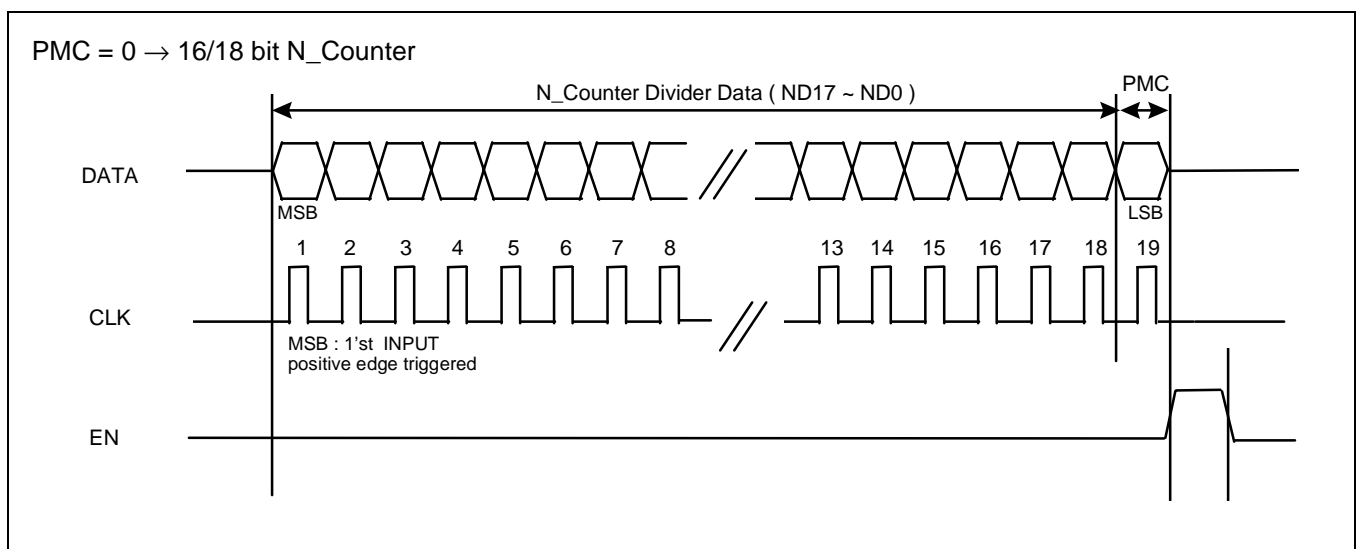 PMC = 0 → 16/18 bit N_Counter
N_Counter Divider Data ( ND17 ~ ND0 )
PMC
DATA
MSB
LSB
1 2 3 4 5 6 7 8 13 14 15 16 17 18 19
CLK
MSB : 1'st INPUT
positive edge triggered
EN